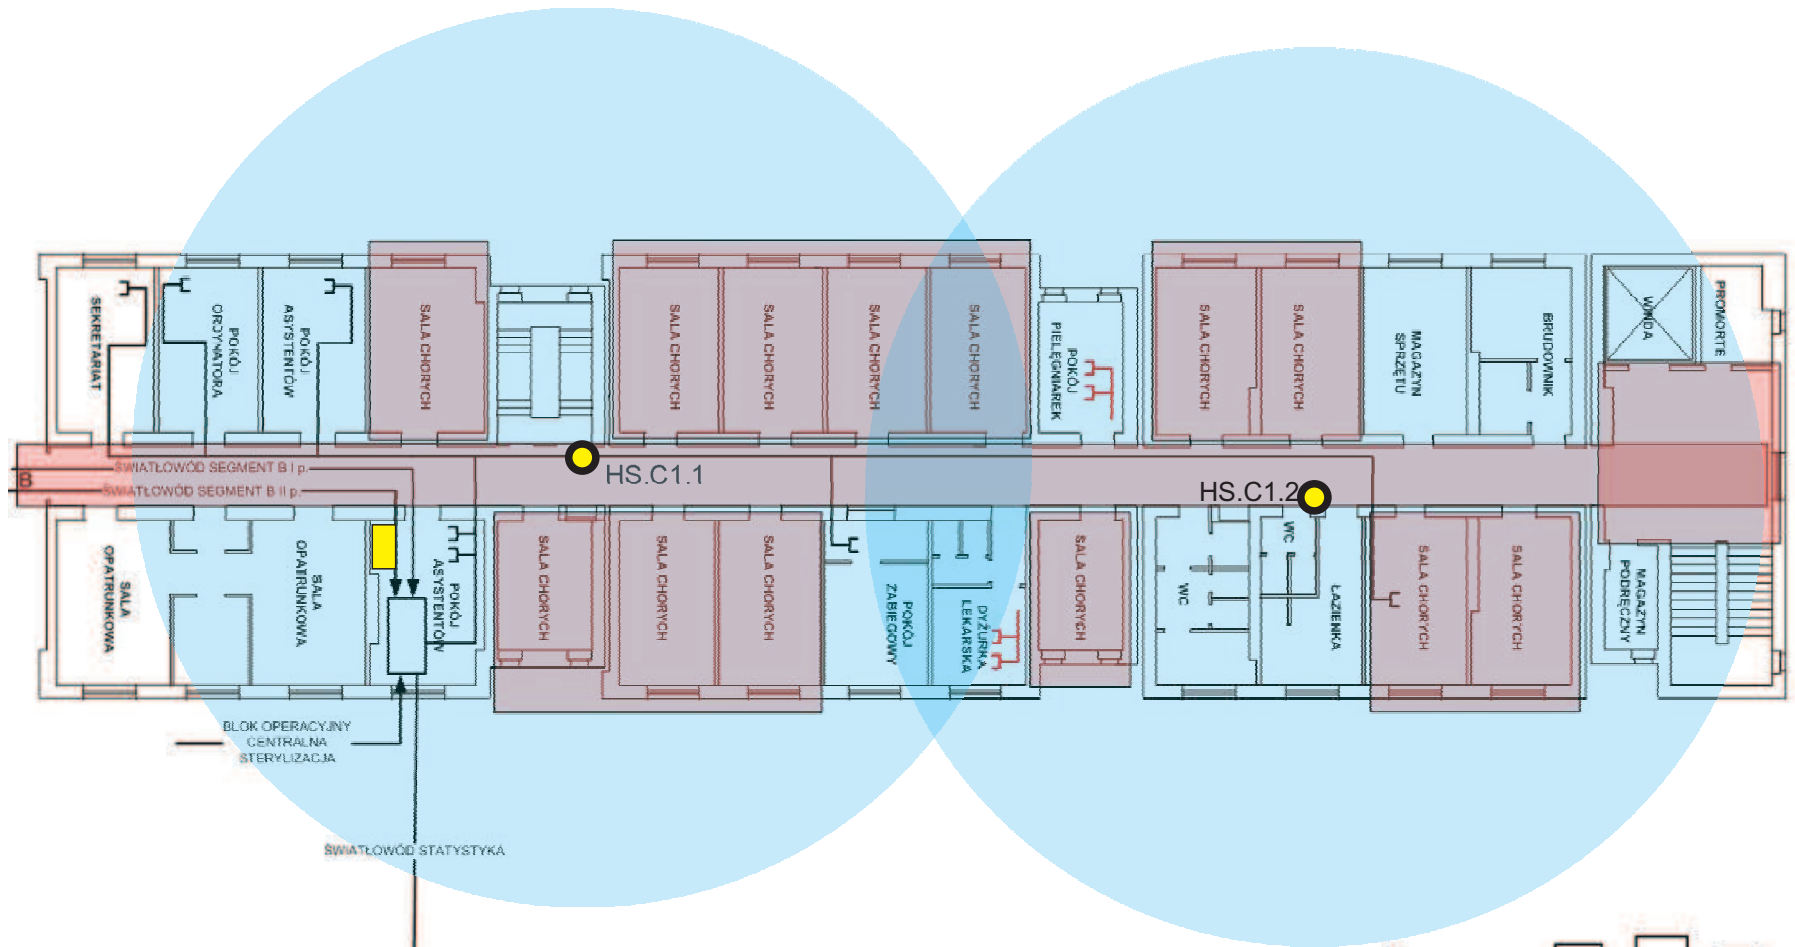 SEKRETARIAT
POKÓJ
ORDYNATORA
POKÓJ
ASYSTENTÓW
SALA CHORYCH
SALA CHORYCH
SALA CHORYCH
SALA CHORYCH
SALA CHORYCH
POKÓJ
PIELĘGNIAREK
SALA CHORYCH
SALA CHORYCH
MAGAZYN
SPRZĘTU
BRUDOWNIK
WINDA
PROMORTE
B
ŚWIATŁOWÓD SEGMENT B I p.
ŚWIATŁOWÓD SEGMENT B II p.
HS.C1.1
HS.C1.2
SALA
OPATRUNKOWA
SALA
OPATRUNKOWA
POKÓJ
ASYSTENTÓW
SALA CHORYCH
SALA CHORYCH
SALA CHORYCH
POKÓJ
ZABIEGOWY
DYŻURKA
LEKARSKA
SALA CHORYCH
WC
WC
ŁAZIENKA
SALA CHORYCH
SALA CHORYCH
MAGAZYN
PODRĘCZNY
BLOK OPERACYJNY
CENTRALNA
STERYLIZACJA
ŚWIATŁOWÓD STATYSTYKA